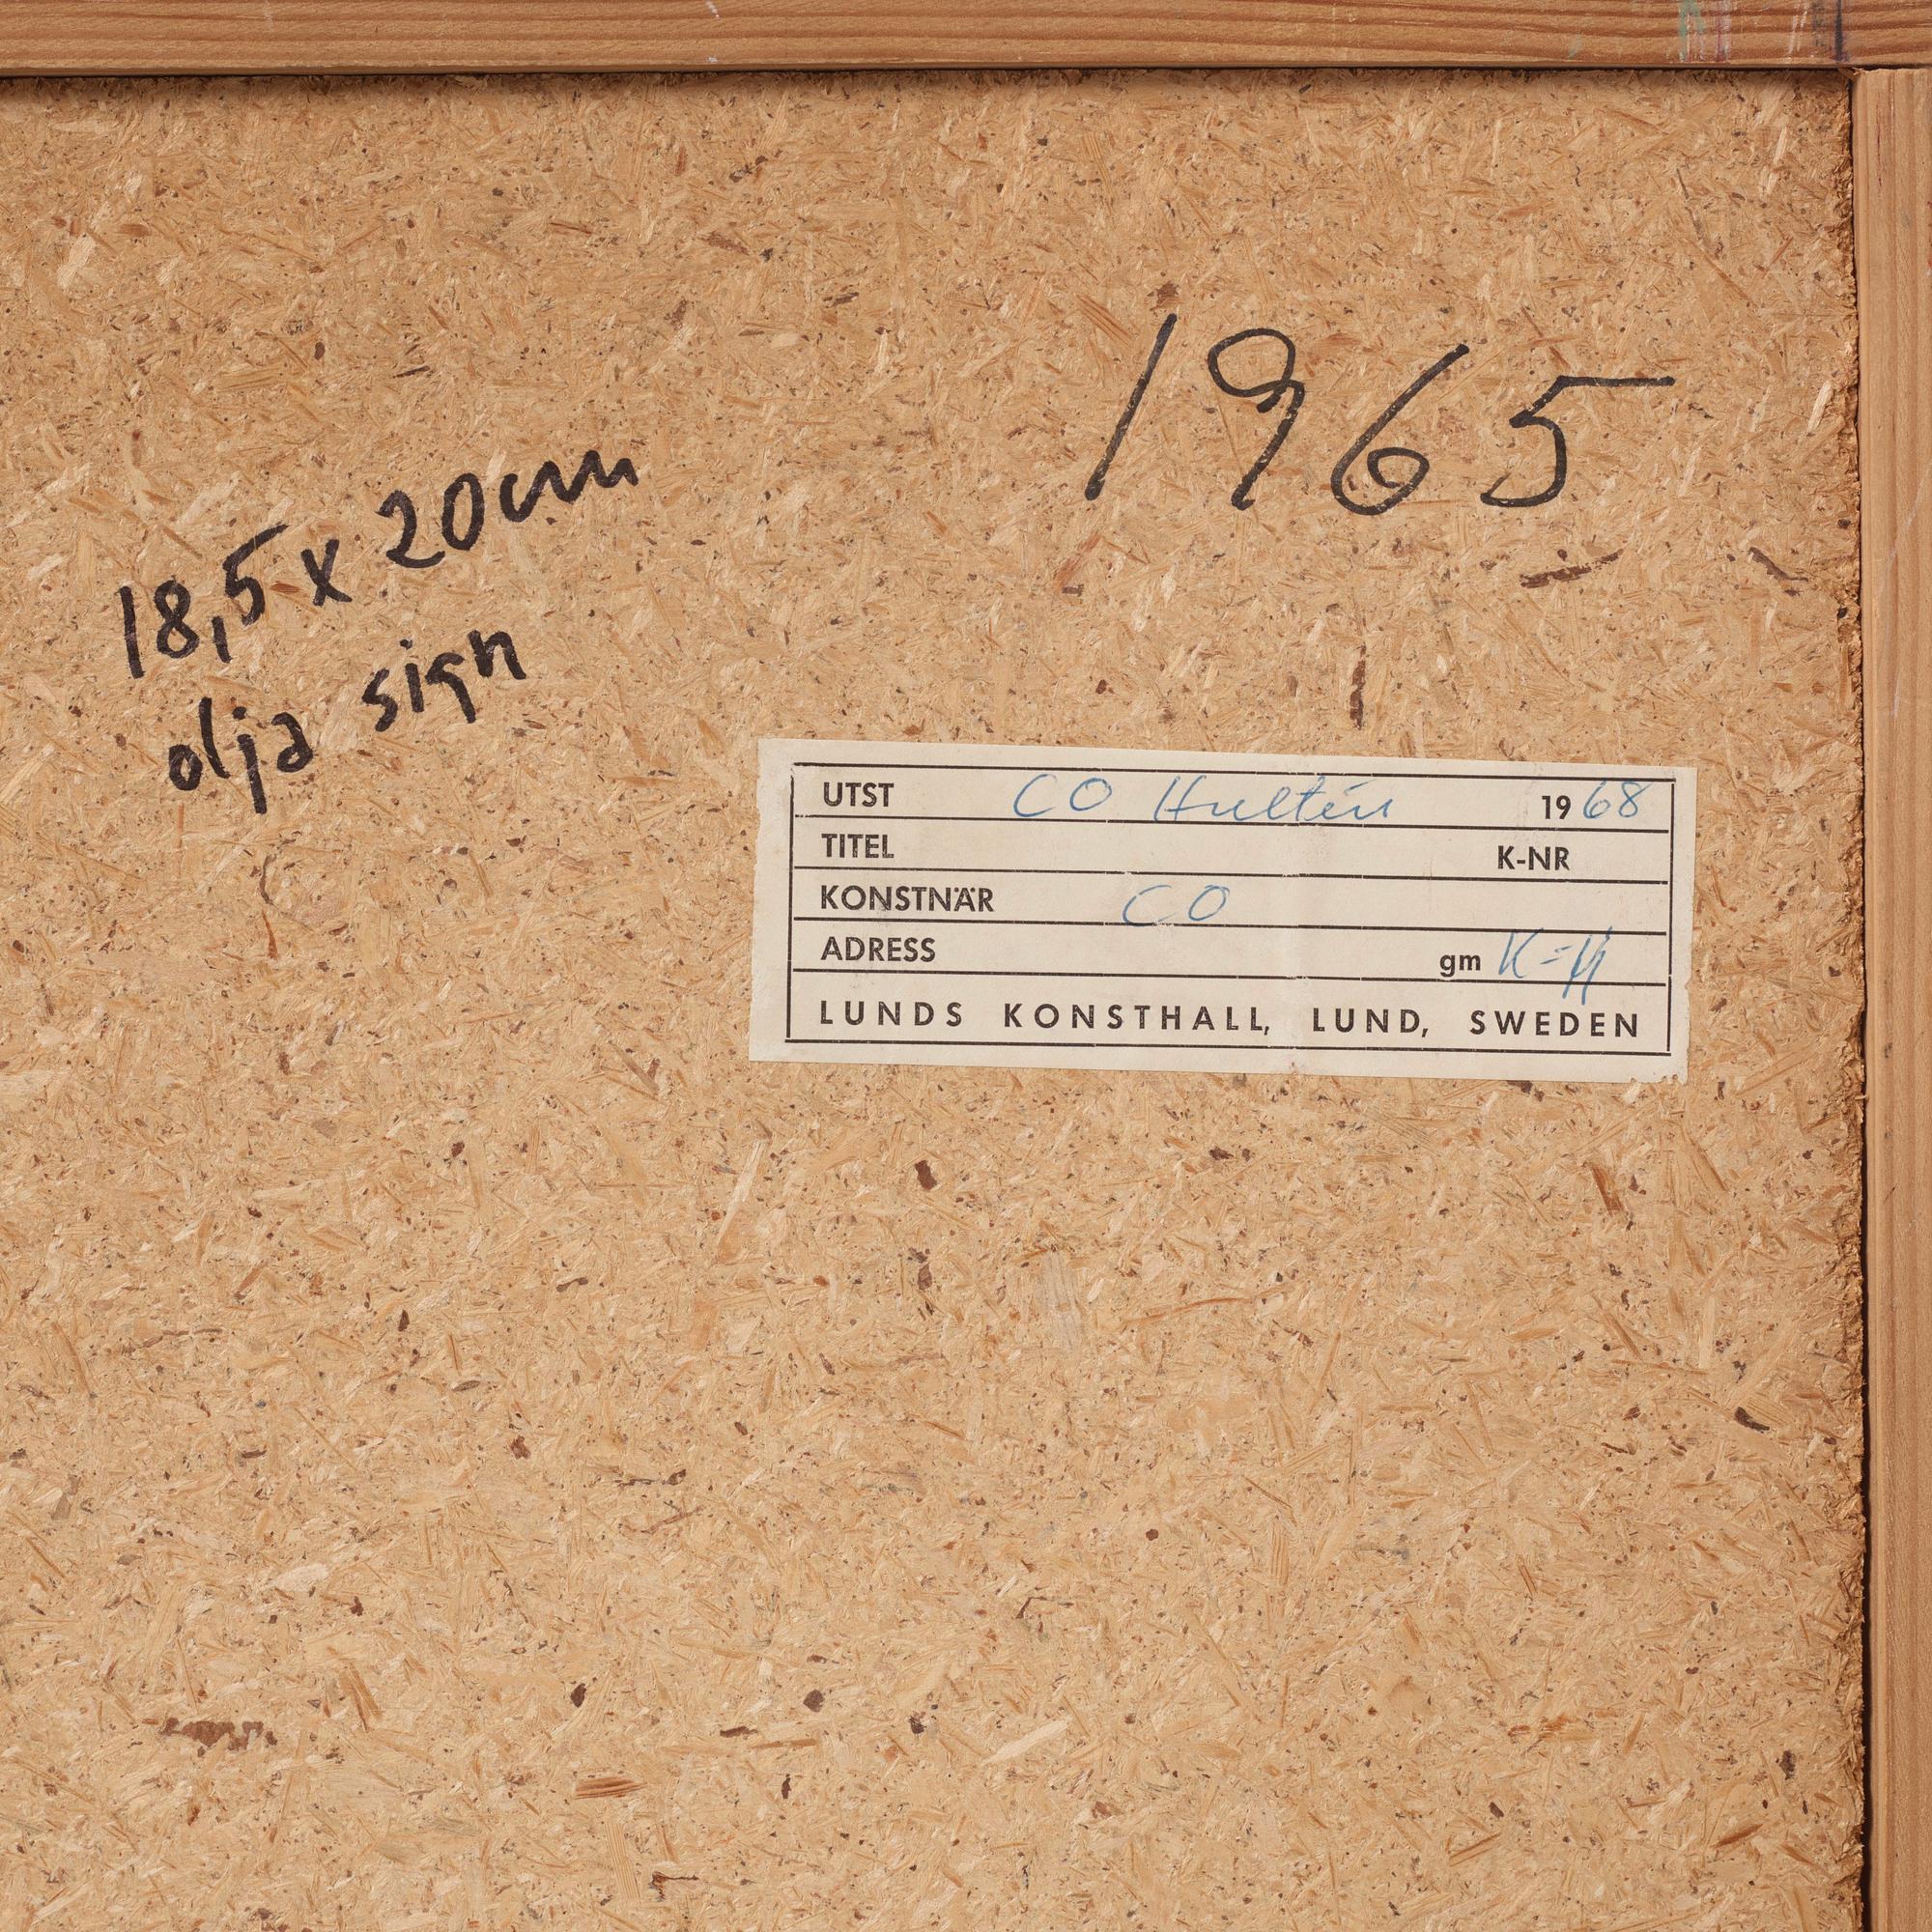 1965
18,5 x 20cm
olja sign
UTST CO Hultén 1968
TITEL K-NR
KONSTNÄR CO
ADRESS gm
LUNDS KONSTHALL, LUND, SWEDEN